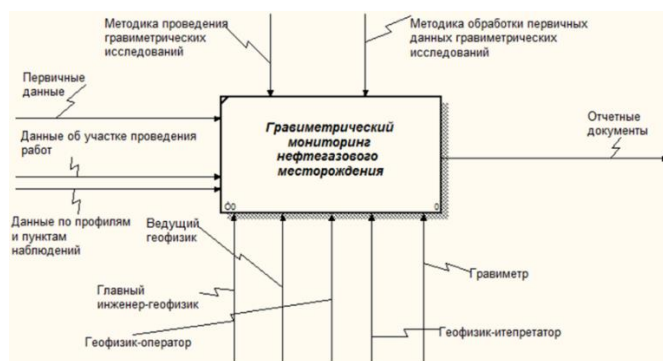 Методика проведения
гравиметрических
исследований
Методика обработки первичных
данных гравиметрических
исследований
Первичные
данные
Данные об участке проведения
работ
Данные по профилям
и пунктам
наблюдений
Гравиметрический
мониторинг
нефтегазового
месторождения
00
0
Отчетные
документы
Ведущий
геофизик
Главный
инженер-геофизик
Геофизик-оператор
Гравиметр
Геофизик-итепретатор